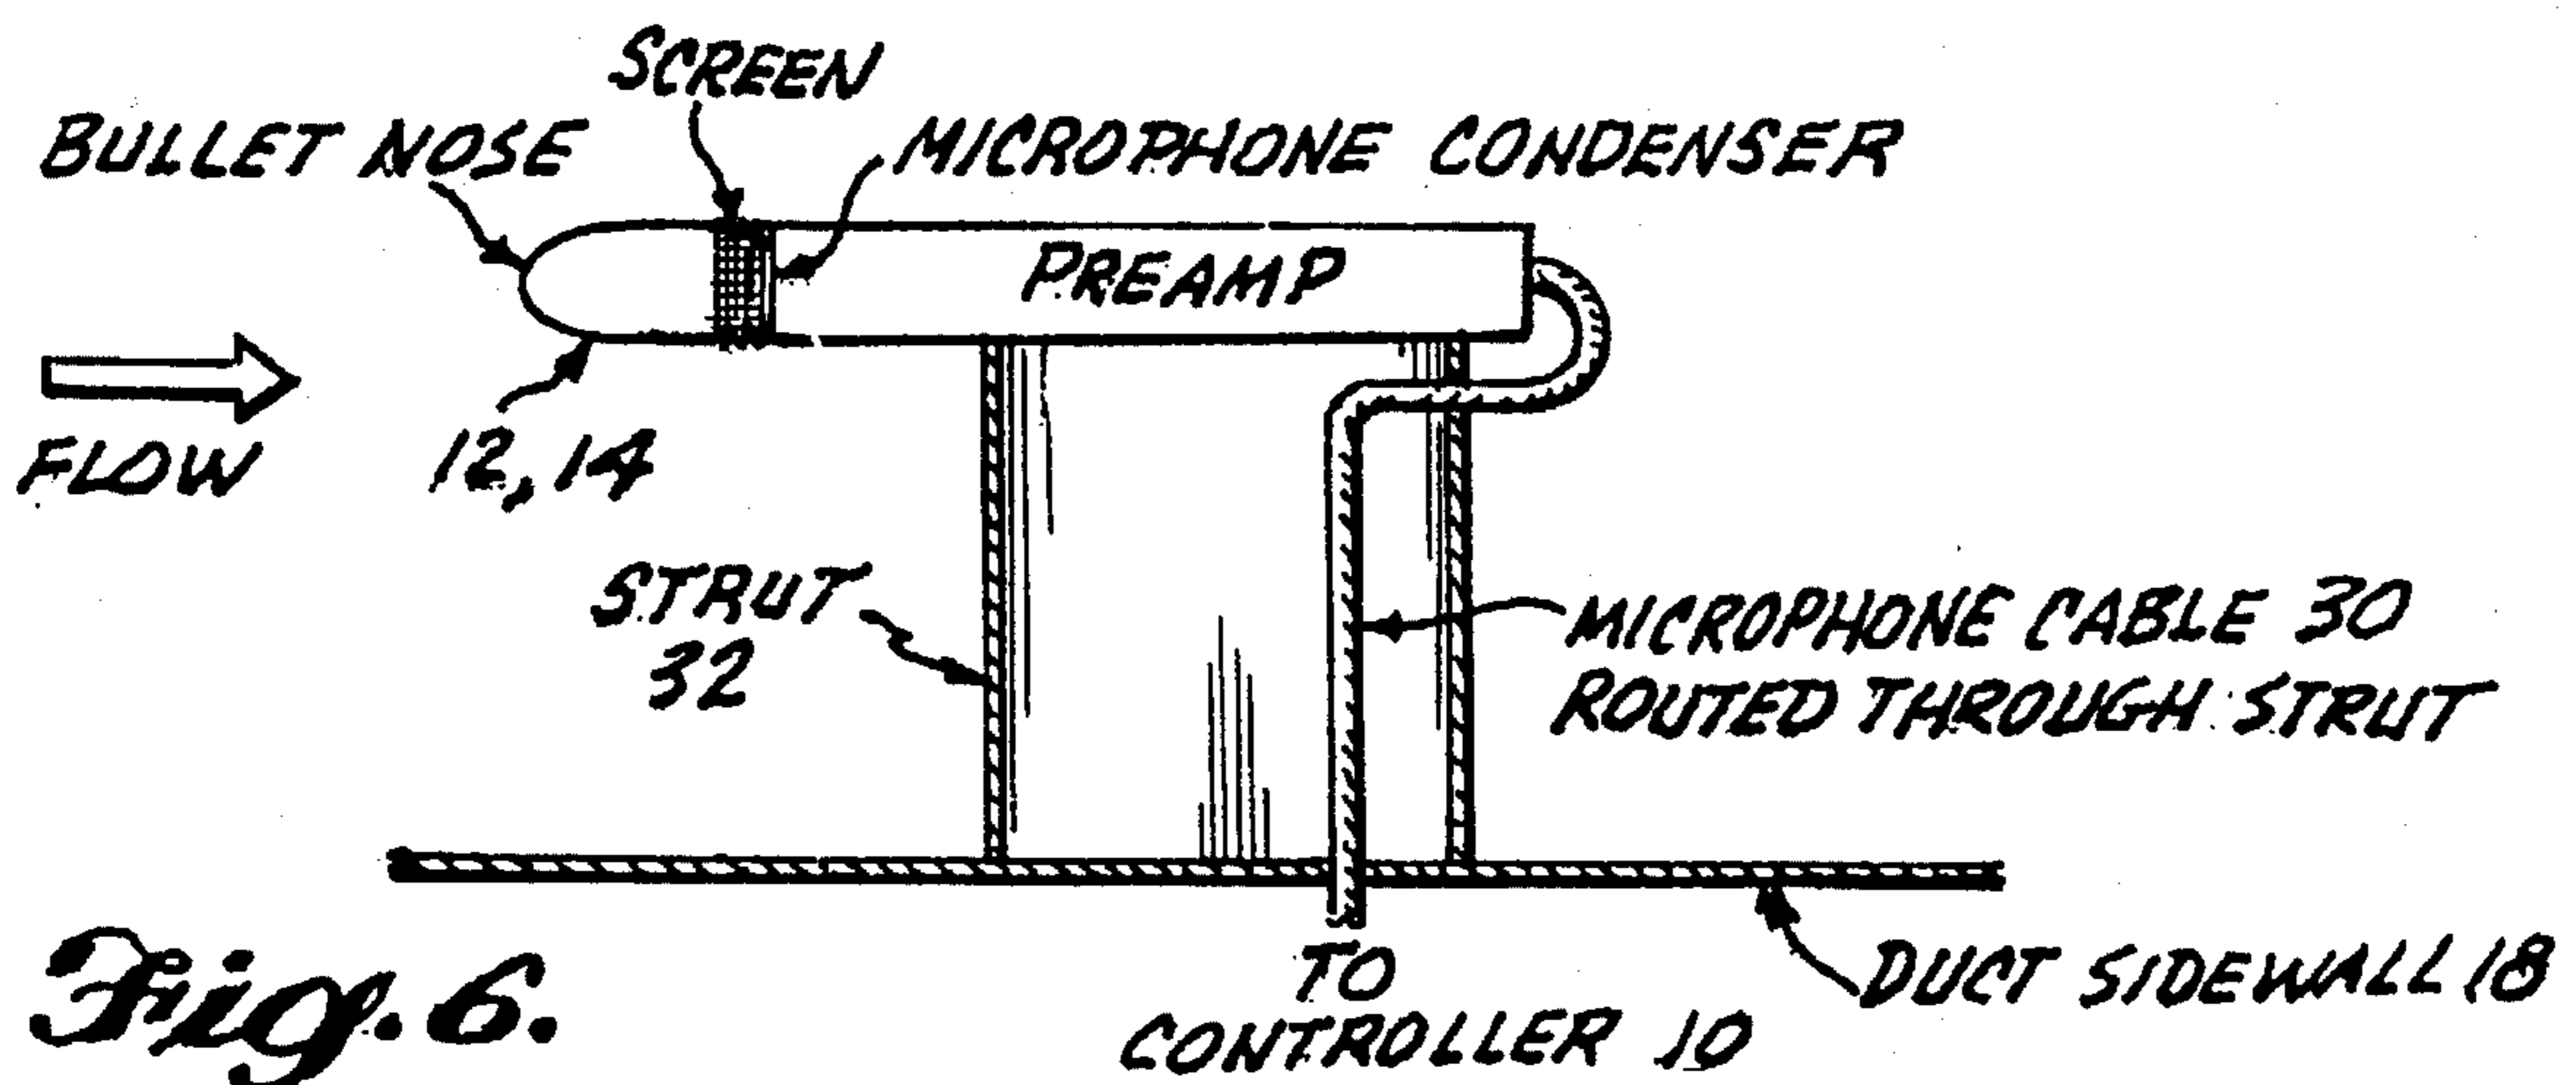 SCREEN
BULLET NOSE
MICROPHONE CONDENSER
PREAMP
FLOW
12, 14
STRUT
32
MICROPHONE CABLE 30
ROUTED THROUGH STRUT
TO
CONTROLLER 10
DUCT SIDEWALL 18
Fig. 6.